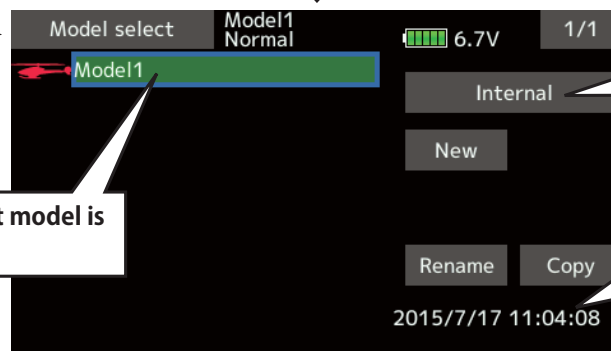 Model select
Model1
Normal
6.7V
1/1
Model1
Internal
New
t model is
Rename
Copy
2015/7/17 11:04:08